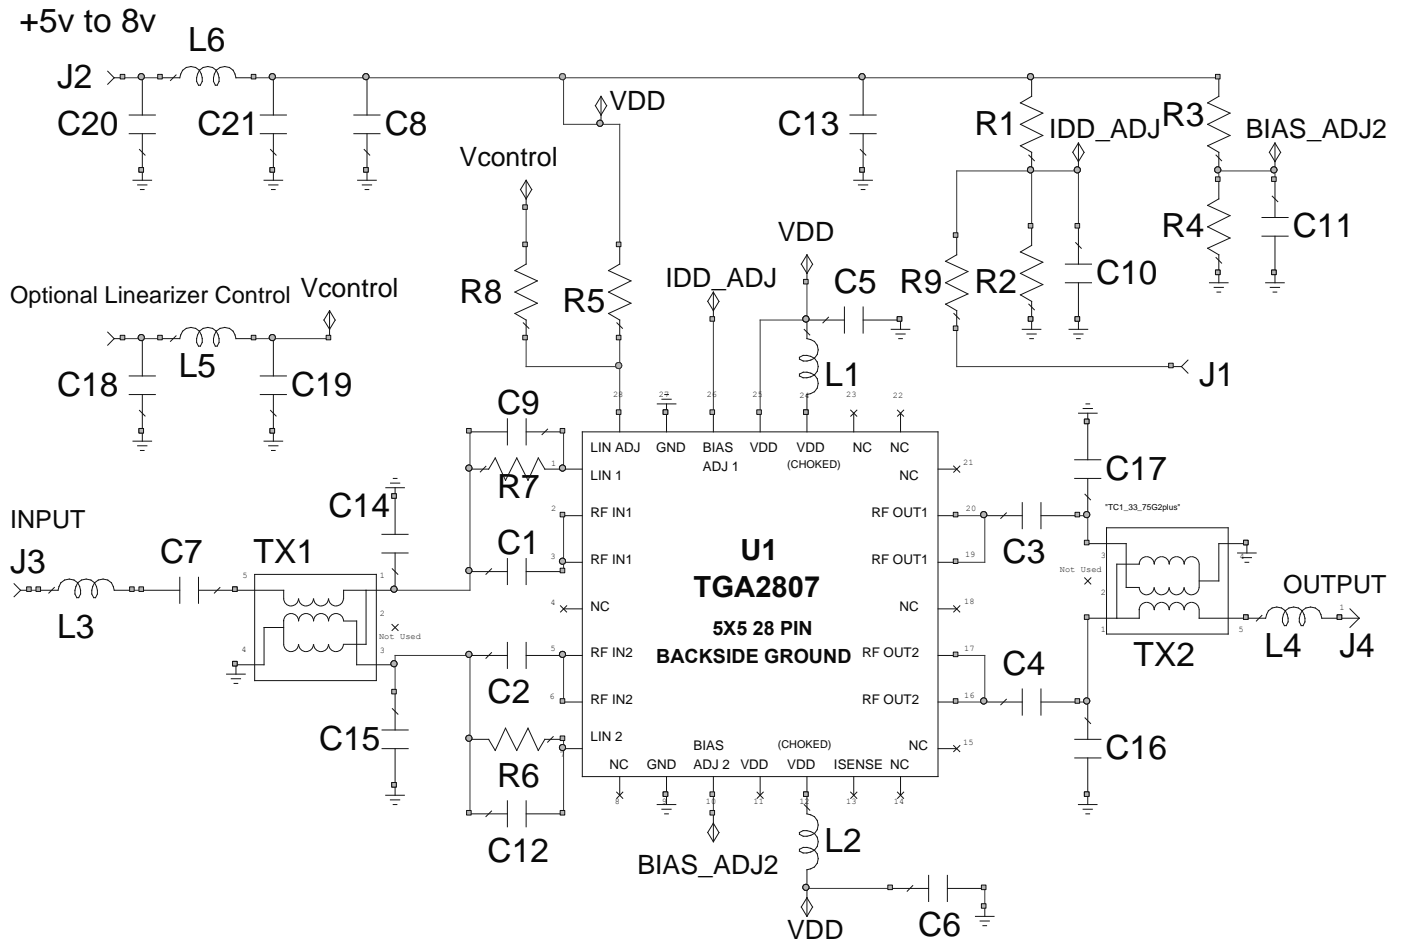 +5v to 8v
L6
J2
C20
C21
C8
VDD
C13
R1
IDD_ADJ
R3
BIAS_ADJ2
Vcontrol
R4
C11
VDD
IDD_ADJ
C5
R9
R2
C10
R8
R5
Optional Linearizer Control
Vcontrol
L5
C18
C19
L1
J1
C9
28
27
26
25
24
23
22
LIN ADJ
GND
BIAS
ADJ 1
VDD
VDD
(CHOKED)
NC
NC
R7
1
LIN 1
NC
21
C17
C14
INPUT
J3
C7
TX1
2
RF IN1
RF OUT1
20
"TC1_33_75G2plus"
C1
3
RF IN1
RF OUT1
19
C3
U1
TGA2807
5X5 28 PIN
BACKSIDE GROUND
L3
5
1
2
Not Used
4
3
4
NC
NC
18
3
4
Not Used
2
1
5
OUTPUT
1
L4
J4
TX2
5
RF IN2
RF OUT2
17
C2
6
RF IN2
RF OUT2
16
C4
C15
7
LIN 2
NC
15
C16
R6
NC
GND
BIAS
ADJ 2
VDD
(CHOKED)
VDD
ISENSE
NC
8
9
10
11
12
13
14
C12
BIAS_ADJ2
L2
VDD
C6